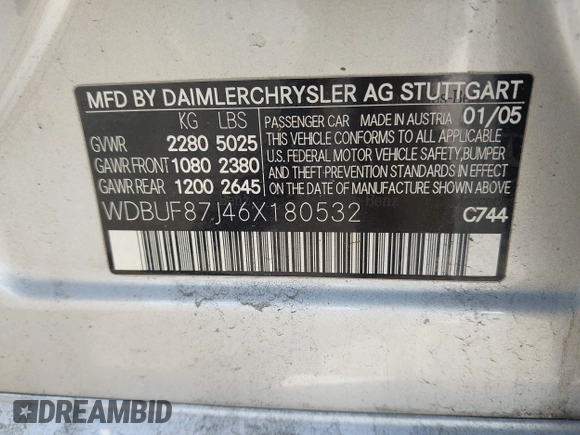 MFD BY DAIMLERCHRYSLER AG STUTTGART
KG LBS
GVWR 2280 5025
GAWR FRONT 1080 2380
GAWR REAR 1200 2645
PASSENGER CAR MADE IN AUSTRIA 01/05
THIS VEHICLE CONFORMS TO ALL APPLICABLE
U.S. FEDERAL MOTOR VEHICLE SAFETY,BUMPER
AND THEFT PREVENTION STANDARDS IN EFFECT
ON THE DATE OF MANUFACTURE SHOWN ABOVE.
WDBUF87J46X180532 C744
DREAMBID